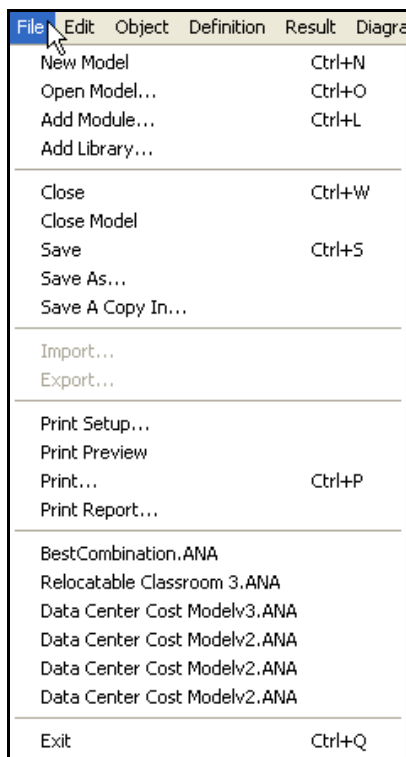 File Edit Object Definition Result Diagra
New Model Ctrl+N
Open Model... Ctrl+O
Add Module... Ctrl+L
Add Library...
Close Ctrl+W
Close Model
Save Ctrl+S
Save As...
Save A Copy In...
Import...
Export...
Print Setup...
Print Preview
Print... Ctrl+P
Print Report...
BestCombination.ANA
Relocatable Classroom 3.ANA
Data Center Cost Modelv3.ANA
Data Center Cost Modelv2.ANA
Data Center Cost Modelv2.ANA
Data Center Cost Modelv2.ANA
Exit Ctrl+Q